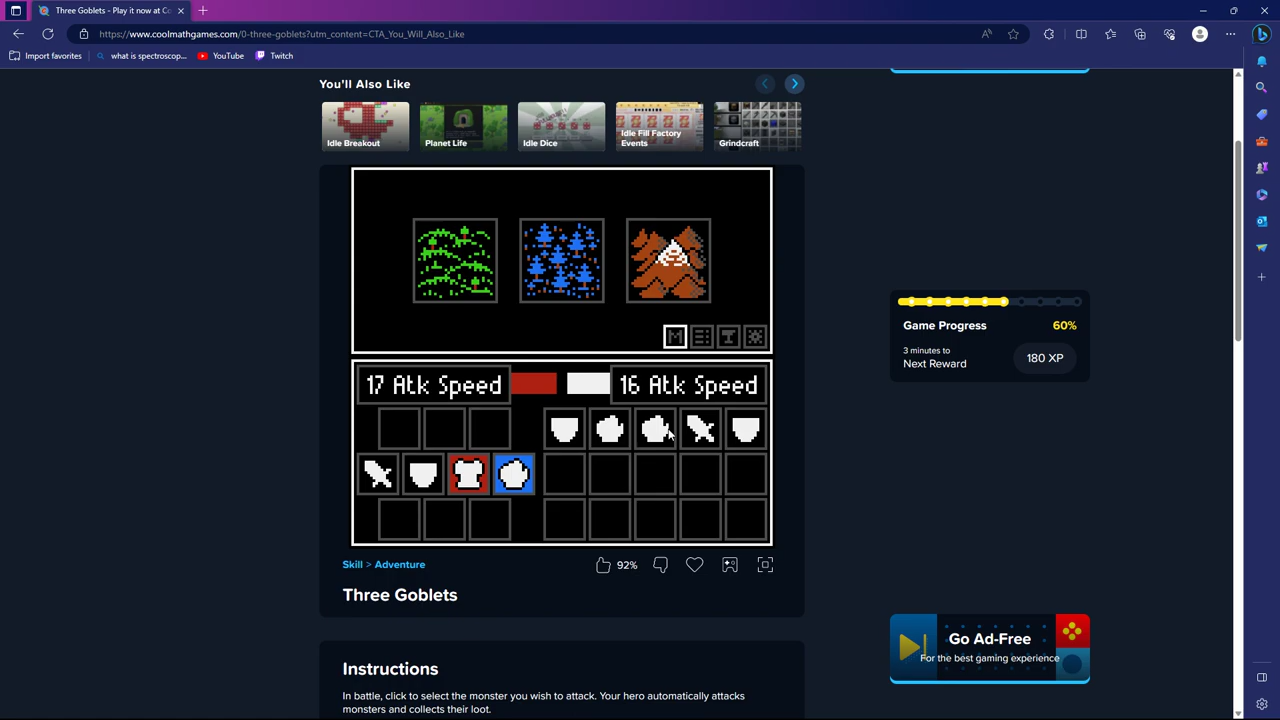 Three Goblets - Play it now at Co
https://www.coolmathgames.com/0-three-goblets?utm_content=CTA_You_Will_Also_Like
Import favorites
what is spectroscop...
YouTube
Twitch
You'll Also Like
Idle Breakout
Planet Life
Idle Dice
Idle Fill Factory
Events
Grindcraft
M
17 Atk Speed
16 Atk Speed
Game Progress
60%
3 minutes to
Next Reward
180 XP
Skill > Adventure
92%
Three Goblets
Go Ad-Free
For the best gaming experience
Instructions
In battle, click to select the monster you wish to attack. Your hero automatically attacks
monsters and collects their loot.